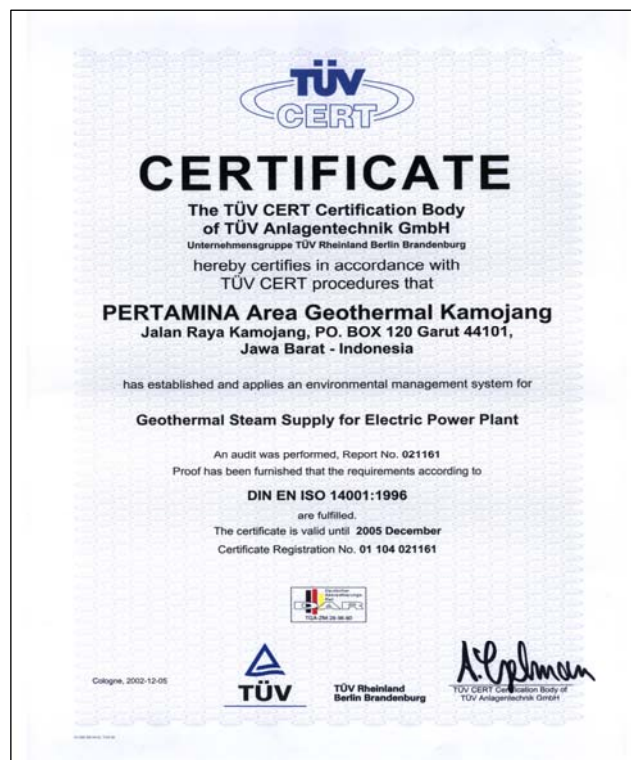 TÜV
CERT
CERTIFICATE
The TÜV CERT Certification Body
of TÜV Anlagentechnik GmbH
Unternehmensgruppe TÜV Rheinland Berlin Brandenburg
hereby certifies in accordance with
TÜV CERT procedures that
PERTAMINA Area Geothermal Kamojang
Jalan Raya Kamojang, PO. BOX 120 Garut 44101,
Jawa Barat - Indonesia
has established and applies an environmental management system for
Geothermal Steam Supply for Electric Power Plant
An audit was performed, Report No. 021161
Proof has been furnished that the requirements according to
DIN EN ISO 14001:1996
are fulfilled.
The certificate is valid until 2005 December
Certificate Registration No. 01 104 021161
Deutscher
Rat
DAR
Cologne, 2002-12-05
TÜV
TÜV Rheinland
Berlin Brandenburg
TÜV CERT Certification Body of
TÜV Anlagentechnik GmbH